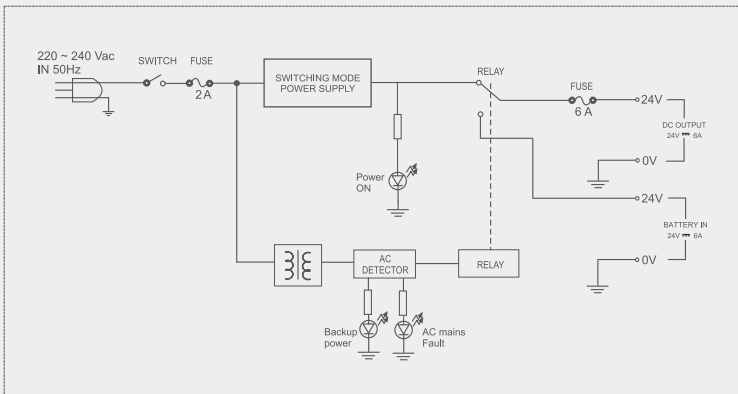 220 ~ 240 Vac
IN 50Hz
SWITCH
FUSE
2 A
SWITCHING MODE
POWER SUPPLY
RELAY
FUSE
6 A
24V
DC OUTPUT
24V ⎓ 6A
0V
Power
ON
24V
BATTERY IN
24V ⎓ 6A
0V
AC
DETECTOR
RELAY
Backup
power
AC mains
Fault